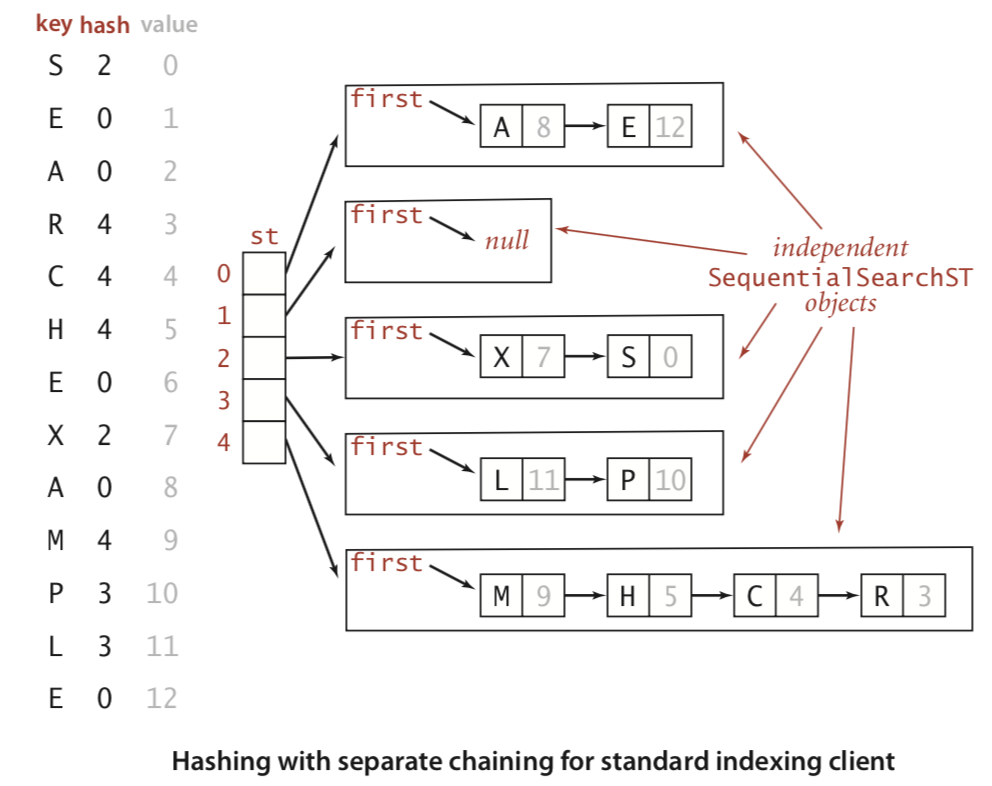 key hash value
S 2 0
E 0 1
A 0 2
R 4 3
C 4 4
H 4 5
E 0 6
X 2 7
A 0 8
M 4 9
P 3 10
L 3 11
E 0 12
st
0
1
2
3
4
first
A 8 E 12
first
null
first
X 7 S 0
first
L 11 P 10
first
M 9 H 5 C 4 R 3
independent
SequentialSearchST
objects
Hashing with separate chaining for standard indexing client